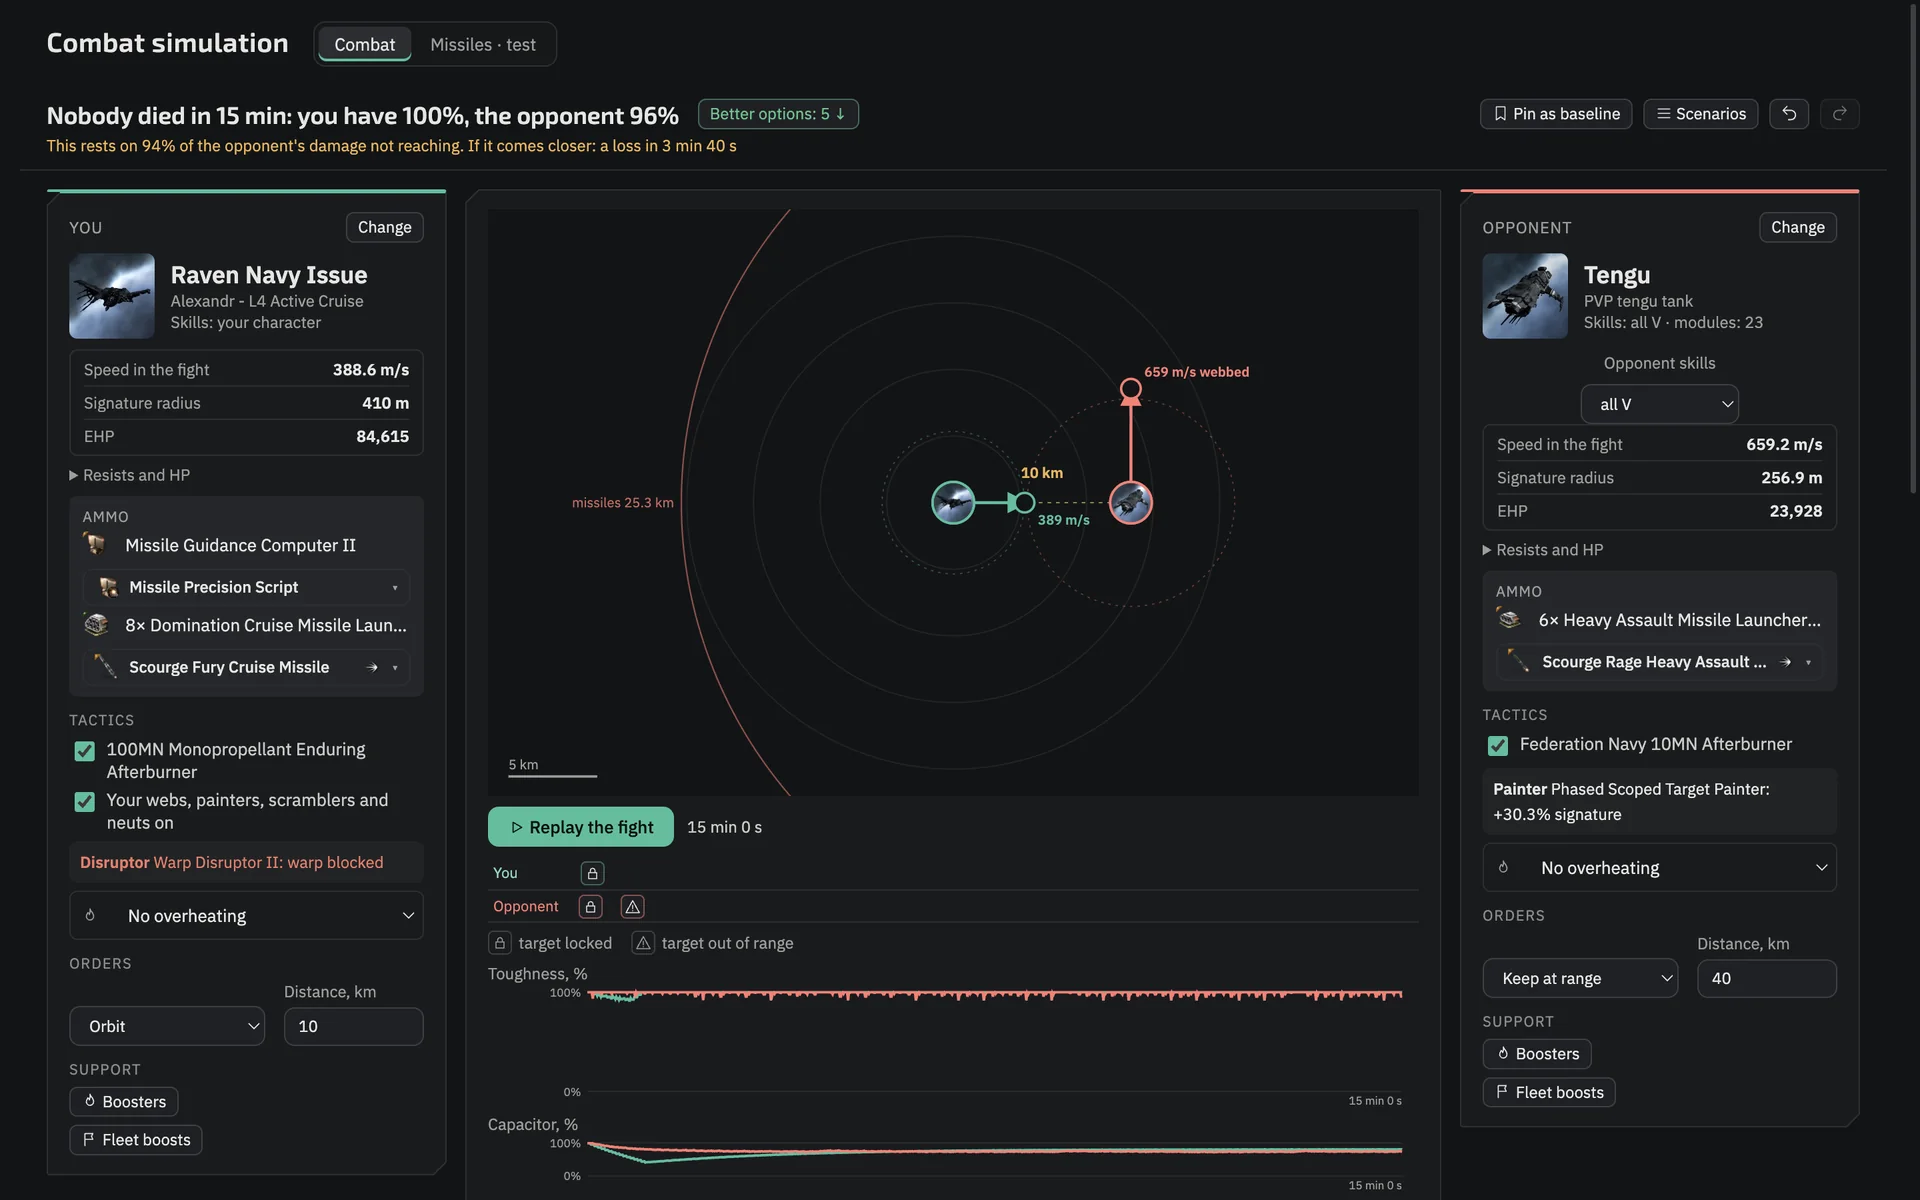 Combat simulation
Combat
Missiles · test
Nobody died in 15 min: you have 100%, the opponent 96%
Better options: 5 ↓
Pin as baseline
Scenarios
This rests on 94% of the opponent's damage not reaching. If it comes closer: a loss in 3 min 40 s
YOU
Change
Raven Navy Issue
Alexandr - L4 Active Cruise
Skills: your character
Speed in the fight 388.6 m/s
Signature radius 410 m
EHP 84,615
Resists and HP
AMMO
Missile Guidance Computer II
Missile Precision Script
8× Domination Cruise Missile Laun...
Scourge Fury Cruise Missile
TACTICS
100MN Monopropellant Enduring
Afterburner
Your webs, painters, scramblers and
neuts on
Disruptor Warp Disruptor II: warp blocked
No overheating
ORDERS
Distance, km
Orbit
10
SUPPORT
Boosters
Fleet boosts
659 m/s webbed
10 km
missiles 25.3 km
389 m/s
5 km
Replay the fight
15 min 0 s
You
Opponent
target locked
target out of range
Toughness, %
100%
0%
15 min 0 s
Capacitor, %
100%
0%
15 min 0 s
OPPONENT
Change
Tengu
PVP tengu tank
Skills: all V · modules: 23
Opponent skills
all V
Speed in the fight 659.2 m/s
Signature radius 256.9 m
EHP 23,928
Resists and HP
AMMO
6× Heavy Assault Missile Launcher...
Scourge Rage Heavy Assault ...
TACTICS
Federation Navy 10MN Afterburner
Painter Phased Scoped Target Painter:
+30.3% signature
No overheating
ORDERS
Distance, km
Keep at range
40
SUPPORT
Boosters
Fleet boosts